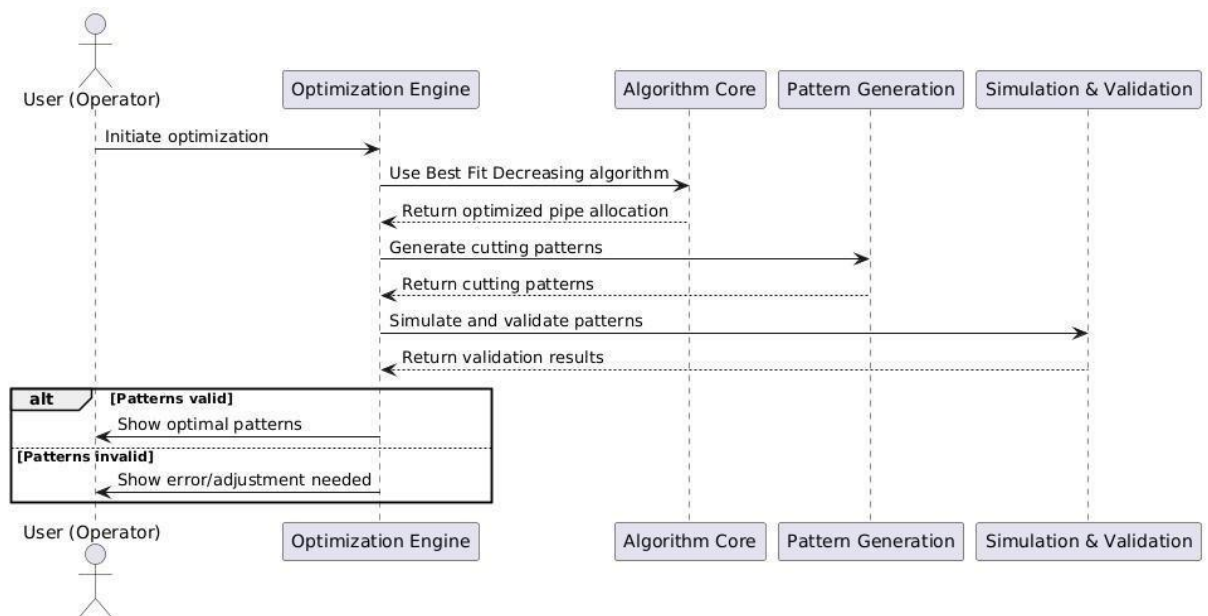 User (Operator)
Optimization Engine
Algorithm Core
Pattern Generation
Simulation & Validation
Initiate optimization
Use Best Fit Decreasing algorithm
Return optimized pipe allocation
Generate cutting patterns
Return cutting patterns
Simulate and validate patterns
Return validation results
alt [Patterns valid]
Show optimal patterns
[Patterns invalid]
Show error/adjustment needed
User (Operator)
Optimization Engine
Algorithm Core
Pattern Generation
Simulation & Validation